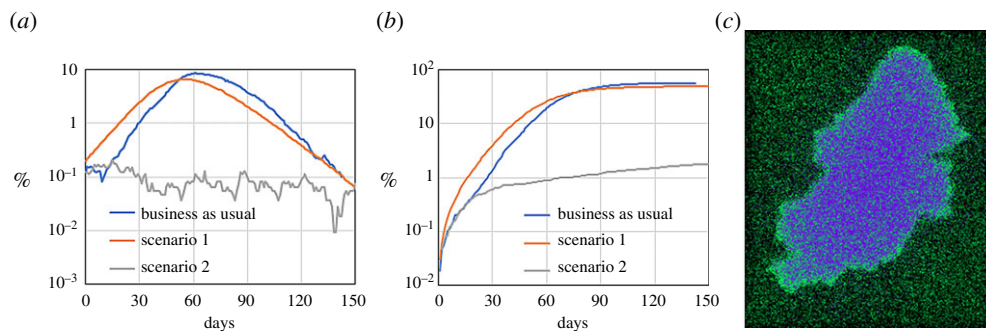 (a)
10
1
10⁻¹
10⁻²
10⁻³
%
business as usual
scenario 1
scenario 2
0 30 60 90 120 150
days
(b)
10²
10
1
10⁻¹
10⁻²
%
business as usual
scenario 1
scenario 2
0 30 60 90 120 150
days
(c)